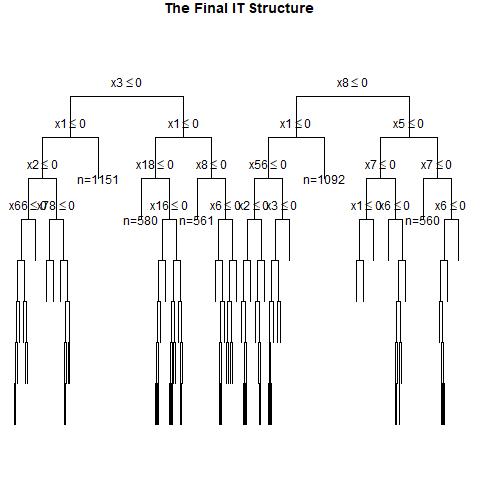 The Final IT Structure
x3 ≤ 0
x8 ≤ 0
x1 ≤ 0
x1 ≤ 0
x1 ≤ 0
x5 ≤ 0
x2 ≤ 0
n=1151
x18 ≤ 0
x8 ≤ 0
x56 ≤ 0
n=1092
x7 ≤ 0
x7 ≤ 0
x66 ≤ 0
x78 ≤ 0
n=580
x16 ≤ 0
n=561
x6 ≤ 0
x2 ≤ 0
x3 ≤ 0
x1 ≤ 0
x6 ≤ 0
n=560
x6 ≤ 0